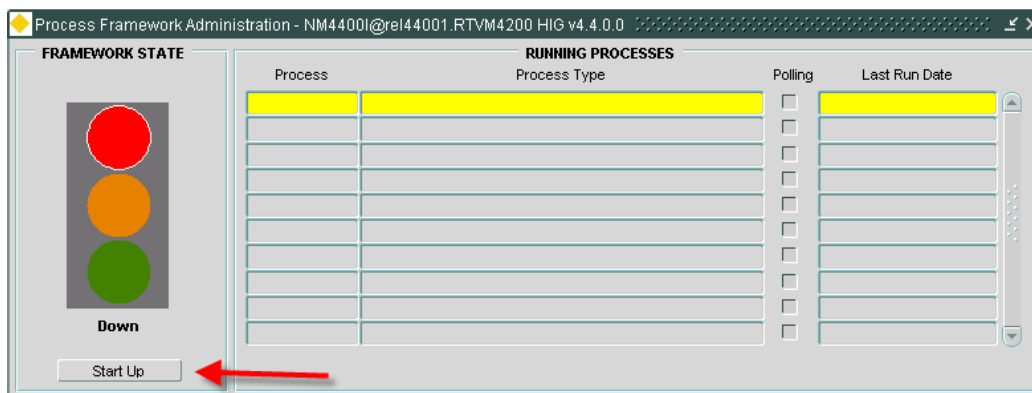 Process Framework Administration - NM4400I@rel44001.RTVM4200 HIG v4.4.0.0
FRAMEWORK STATE
RUNNING PROCESSES
Process Process Type Polling Last Run Date
Down
Start Up